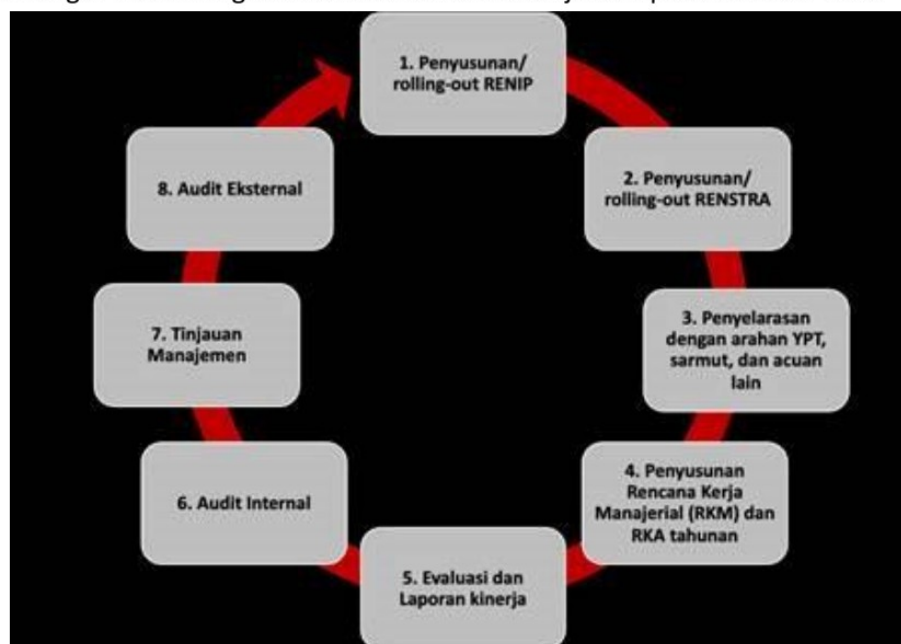 1. Penyusunan/
rolling-out RENIP
2. Penyusunan/
rolling-out RENSTRA
3. Penyelarasan
dengan arahan YPT,
sarmut, dan acuan
lain
4. Penyusunan
Rencana Kerja
Manajerial (RKM) dan
RKA tahunan
5. Evaluasi dan
Laporan kinerja
6. Audit Internal
7. Tinjauan
Manajemen
8. Audit Eksternal